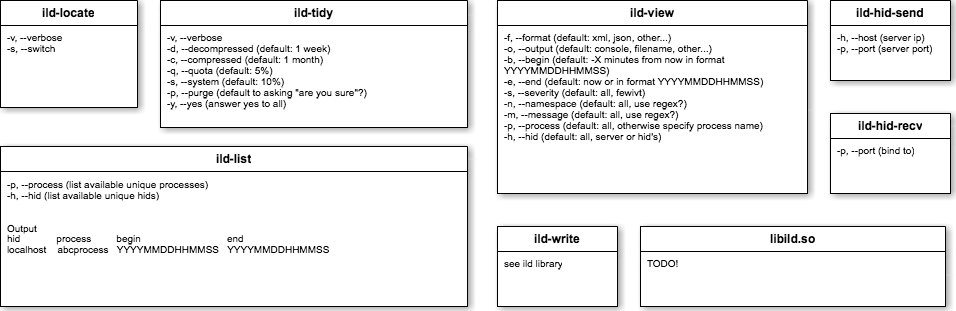 ild-locate
-v, --verbose
-s, --switch
ild-tidy
-v, --verbose
-d, --decompressed (default: 1 week)
-c, --compressed (default: 1 month)
-q, --quota (default: 5%)
-s, --system (default: 10%)
-p, --purge (default to asking "are you sure"?)
-y, --yes (answer yes to all)
ild-view
-f, --format (default: xml, json, other...)
-o, --output (default: console, filename, other...)
-b, --begin (default: -X minutes from now in format
YYYYMMDDHHMMSS)
-e, --end (default: now or in format YYYYMMDDHHMMSS)
-s, --severity (default: all, fewivt)
-n, --namespace (default: all, use regex?)
-m, --message (default: all, use regex?)
-p, --process (default: all, otherwise specify process name)
-h, --hid (default: all, server or hid's)
ild-hid-send
-h, --host (server ip)
-p, --port (server port)
ild-hid-recv
-p, --port (bind to)
ild-list
-p, --process (list available unique processes)
-h, --hid (list available unique hids)
Output
hid process begin end
localhost abcprocess YYYYMMDDHHMMSS YYYYMMDDHHMMSS
ild-write
see ild library
libild.so
TODO!